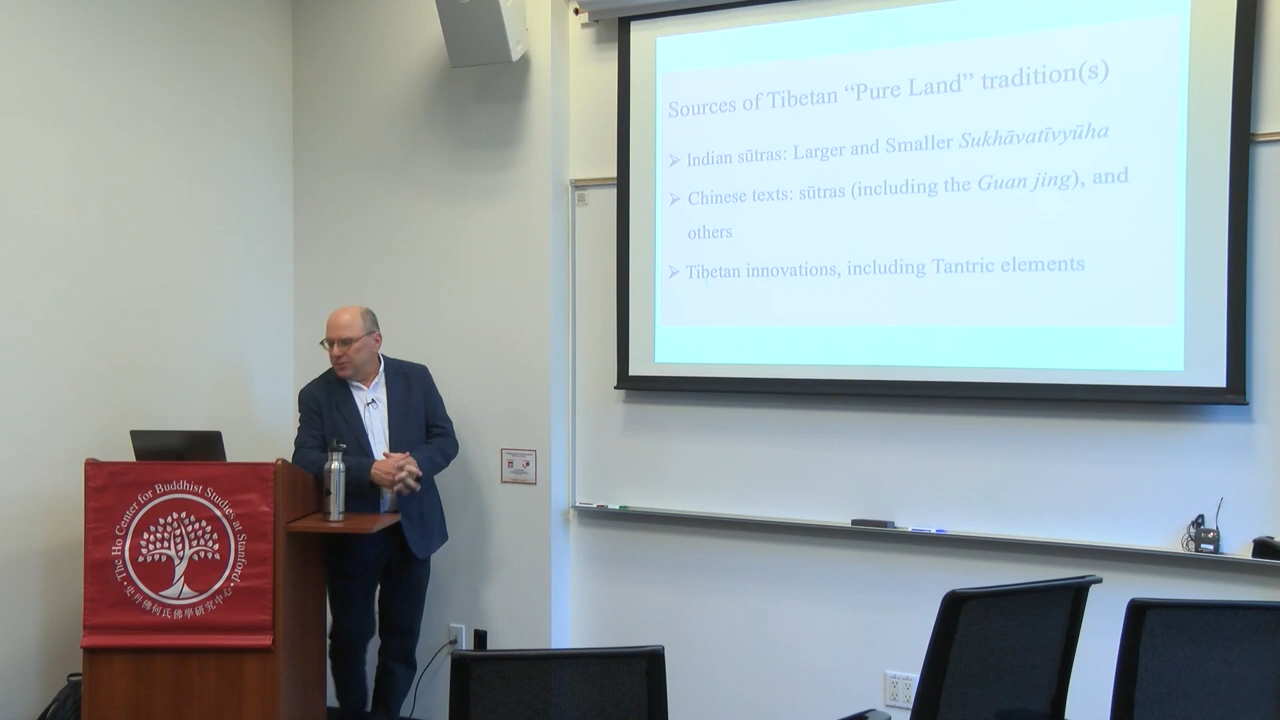 Sources of Tibetan “Pure Land” tradition(s)
➢ Indian sūtras: Larger and Smaller Sukhāvatīvyūha
➢ Chinese texts: sūtras (including the Guan jing), and
others
➢ Tibetan innovations, including Tantric elements
The Ho Center for Buddhist Studies at Stanford
史丹佛何氏佛學研究中心